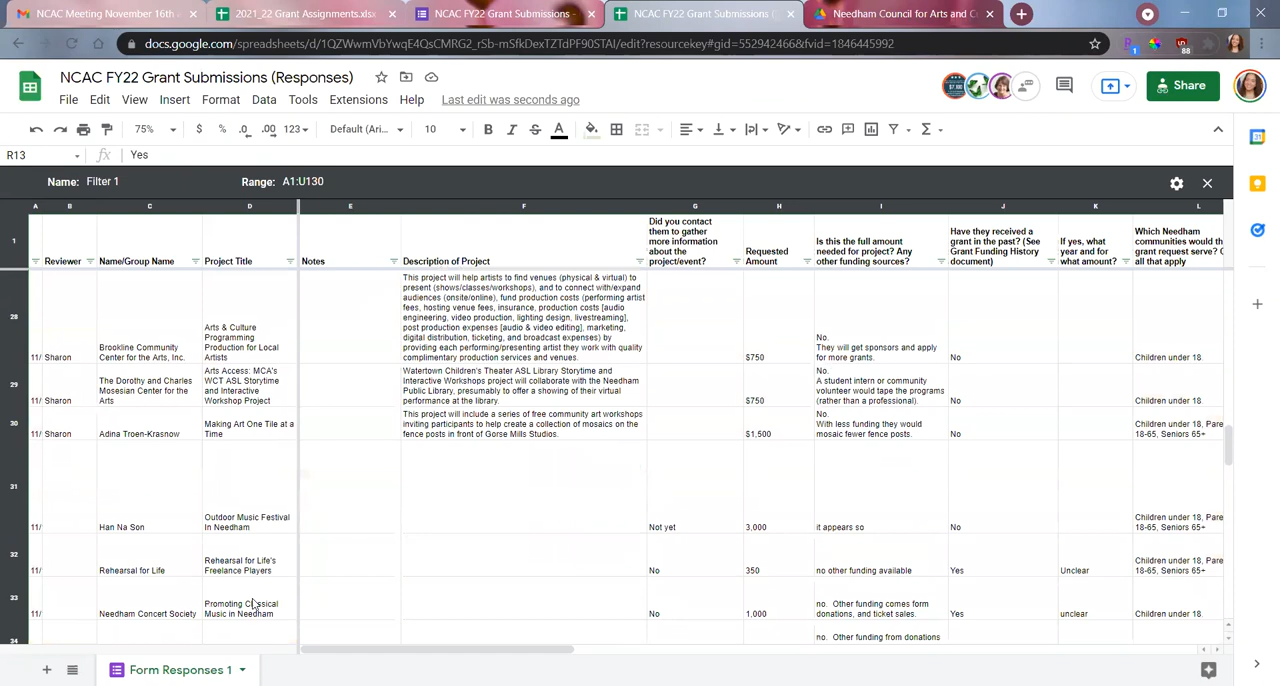 NCAC Meeting November 16th
2021_22 Grant Assignments.xlsx
NCAC FY22 Grant Submissions -
NCAC FY22 Grant Submissions (
Needham Council for Arts and C
docs.google.com/spreadsheets/d/1QZWwmVbYwqE4QsCMRG2_rSb-mSfkDexTZTdPF90STAI/edit?resourcekey#gid=552942466&fvid=1846445992
NCAC FY22 Grant Submissions (Responses)
File Edit View Insert Format Data Tools Extensions Help Last edit was seconds ago
Share
75% $ % .0 .00 123 Default (Ari... 10 B I S A
R13 fx Yes
Name: Filter 1 Range: A1:U130
A B C D E F G H I J K L
1
Reviewer
Name/Group Name
Project Title
Notes
Description of Project
Did you contact
them to gather
more information
about the
project/event?
Requested
Amount
Is this the full amount
needed for project? Any
other funding sources?
Have they received a
grant in the past? (See
Grant Funding History
document)
If yes, what
year and for
what amount?
Which Needham
communities would th
grant request serve? C
all that apply
28
11/ Sharon
Brookline Community
Center for the Arts, Inc.
Arts & Culture
Programming
Production for Local
Artists
This project will help artists to find venues (physical & virtual) to
present (shows/classes/workshops), and to connect with/expand
audiences (onsite/online), fund production costs (performing artist
fees, hosting venue fees, insurance, production costs [audio
engineering, video production, lighting design, livestreaming],
post production expenses [audio & video editing], marketing,
digital distribution, ticketing, and broadcast expenses) by
providing each performing/presenting artist they work with quality
complimentary production services and venues.
$750
No.
They will get sponsors and apply
for more grants.
No
Children under 18
29
11/ Sharon
The Dorothy and Charles
Mosesian Center for the
Arts
Arts Access: MCA's
WCT ASL Storytime
and Interactive
Workshop Project
Watertown Children's Theater ASL Library Storytime and
Interactive Workshops project will collaborate with the Needham
Public Library, presumably to offer a showing of their virtual
performance at the library.
$750
No.
A student intern or community
volunteer would tape the programs
(rather than a professional).
No
Children under 18
30
11/ Sharon
Adina Troen-Krasnow
Making Art One Tile at a
Time
This project will include a series of free community art workshops
inviting participants to help create a collection of mosaics on the
fence posts in front of Gorse Mills Studios.
$1,500
No.
With less funding they would
mosaic fewer fence posts.
No
Children under 18, Pare
18-65, Seniors 65+
31
11/
Han Na Son
Outdoor Music Festival
In Needham
Not yet
3,000
it appears so
No
Children under 18, Pare
18-65, Seniors 65+
32
11/
Rehearsal for Life
Rehearsal for Life's
Freelance Players
No
350
no other funding available
Yes
Unclear
Children under 18, Pare
18-65, Seniors 65+
33
11/
Needham Concert Society
Promoting Classical
Music in Needham
No
1,000
no. Other funding comes form
donations, and ticket sales.
Yes
unclear
Children under 18
34
no. Other funding from donations
Form Responses 1
88
1
31